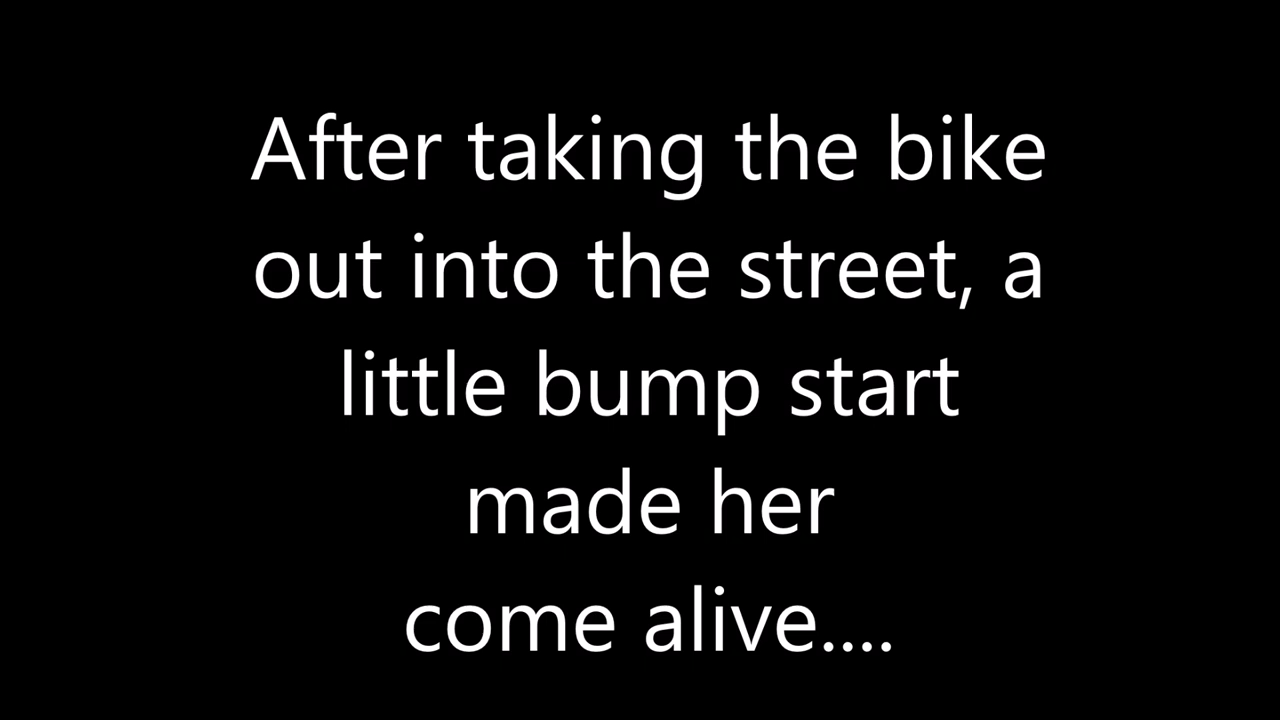 After taking the bike
out into the street, a
little bump start
made her
come alive....